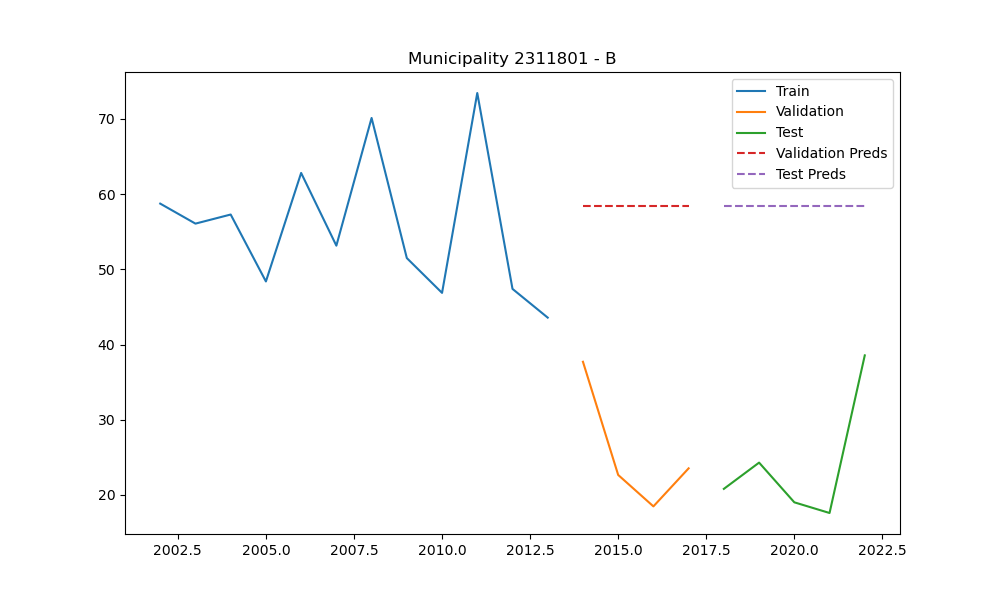 Municipality 2311801 - B
Train
Validation
Test
Validation Preds
Test Preds
70
60
50
40
30
20
2002.5 2005.0 2007.5 2010.0 2012.5 2015.0 2017.5 2020.0 2022.5